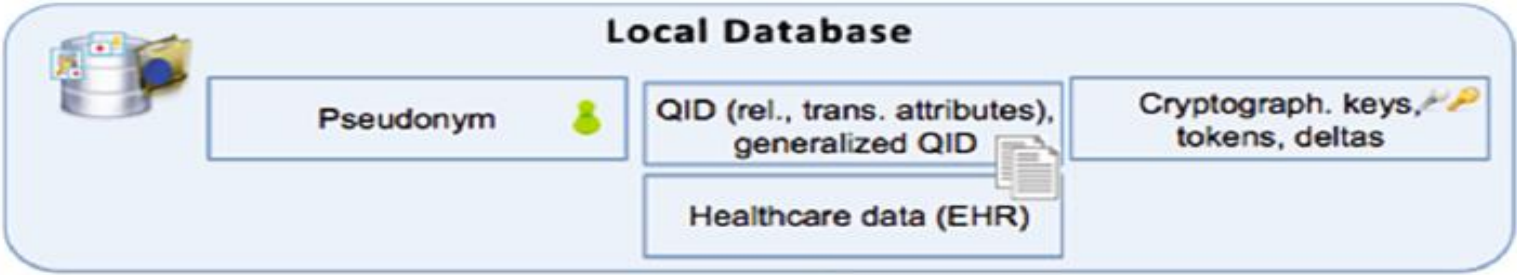 Local Database
Pseudonym
QID (rel., trans. attributes),
generalized QID
Cryptograph. keys,
tokens, deltas
Healthcare data (EHR)